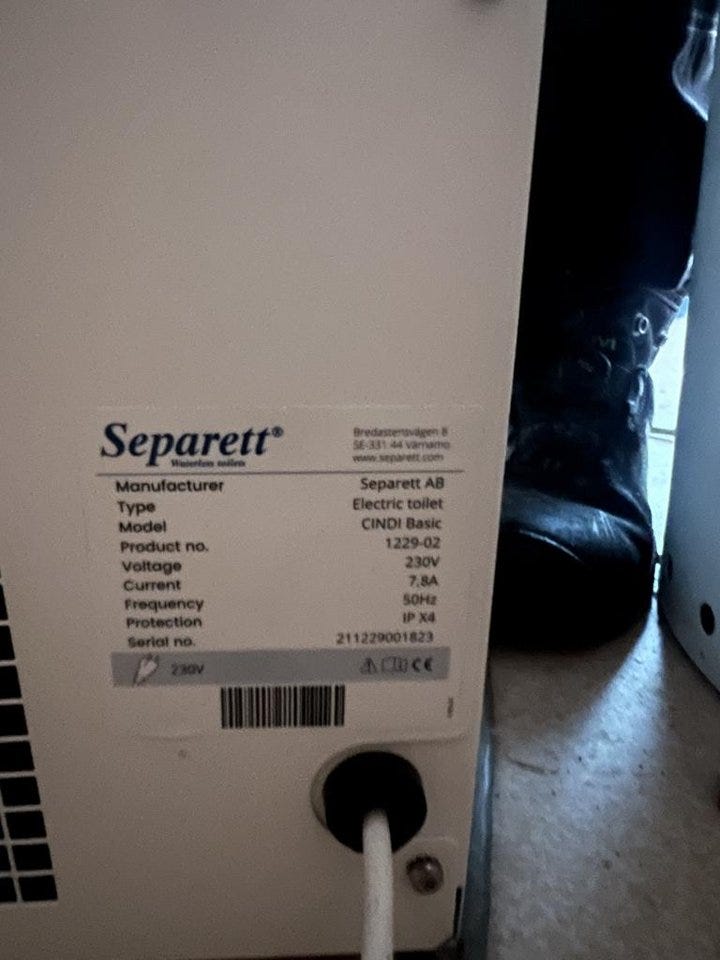 Separett®
Waterless toilets
Bredastensvägen 8
SE-331 44 Värnamo
www.separett.com
Manufacturer Separett AB
Type Electric toilet
Model CINDI Basic
Product no. 1229-02
Voltage 230V
Current 7,8A
Frequency 50Hz
Protection IP X4
Serial no. 211229001823
230V CE